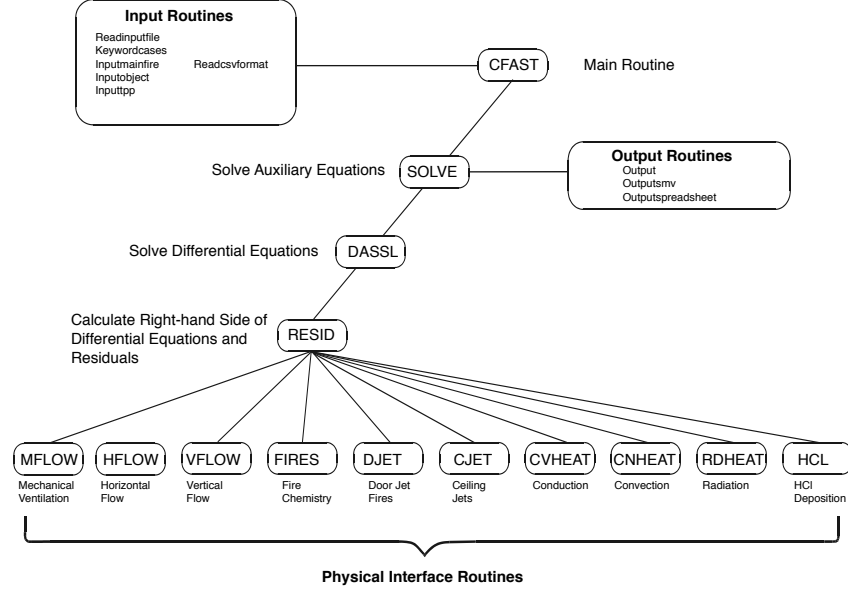 Input Routines
Readinputfile
Keywordcases
Inputmainfire Readcsvformat
Inputobject
Inputtpp
CFAST
Main Routine
Solve Auxiliary Equations
SOLVE
Output Routines
Output
Outputsmv
Outputspreadsheet
Solve Differential Equations
DASSL
Calculate Right-hand Side of
Differential Equations and
Residuals
RESID
MFLOW HFLOW VFLOW FIRES DJET CJET CVHEAT CNHEAT RDHEAT HCL
Mechanical Horizontal Vertical Fire Door Jet Ceiling Conduction Convection Radiation HCl
Ventilation Flow Flow Chemistry Fires Jets Deposition
Physical Interface Routines